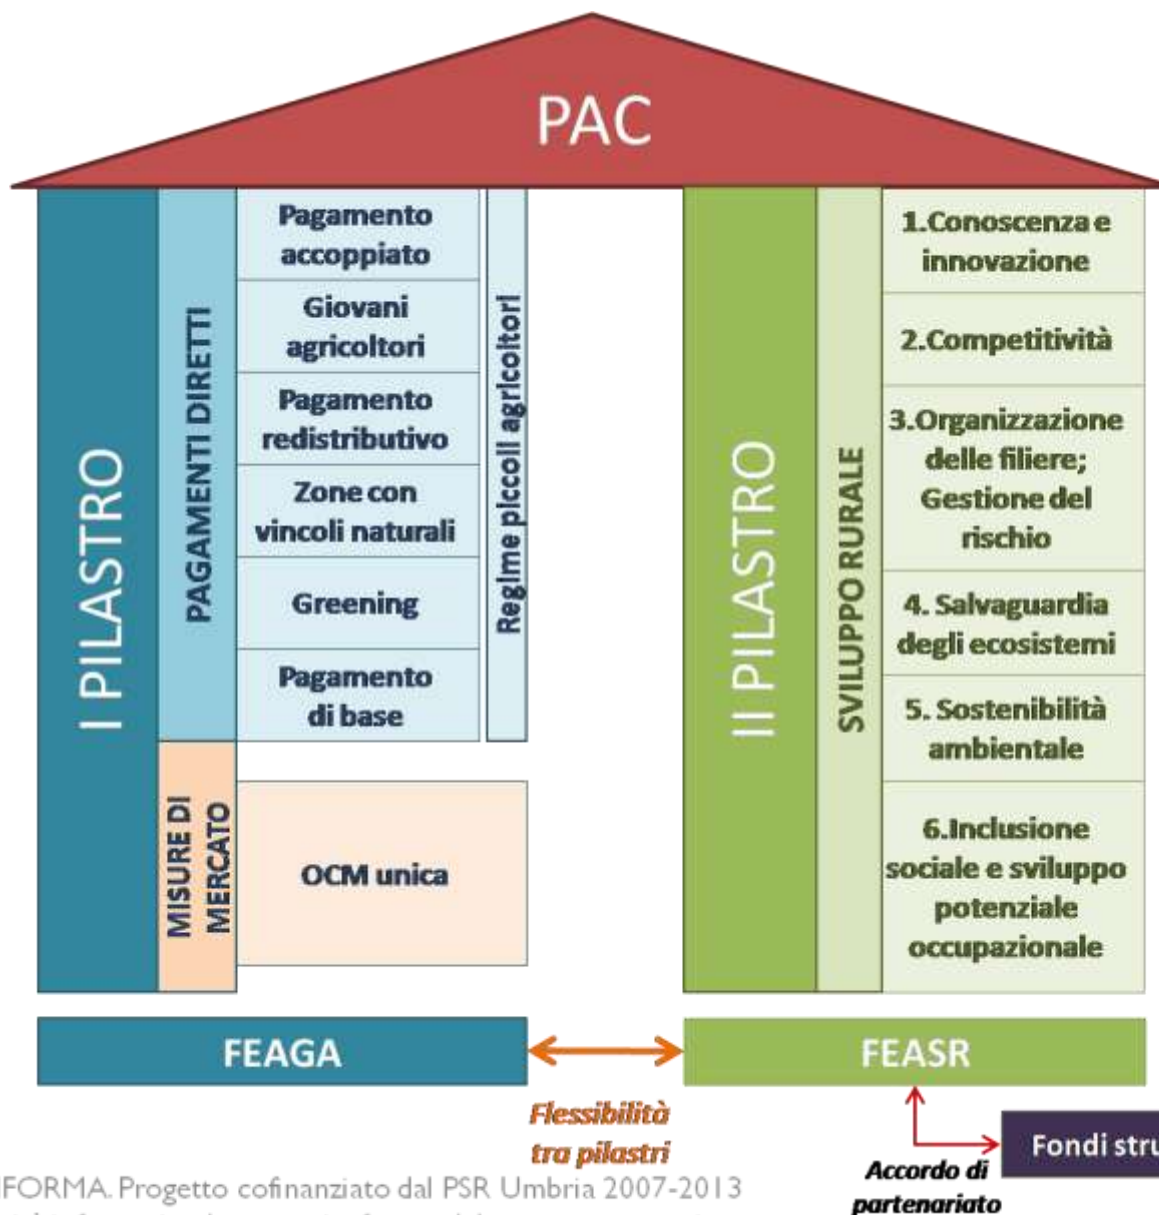 PAC
I PILASTRO
PAGAMENTI DIRETTI
Pagamento
accoppiato
Giovani
agricoltori
Pagamento
redistributivo
Zone con
vincoli naturali
Greening
Pagamento
di base
Regime piccoli agricoltori
MISURE DI
MERCATO
OCM unica
II PILASTRO
SVILUPPO RURALE
1.Conoscenza e
innovazione
2.Competitività
3.Organizzazione
delle filiere;
Gestione del
rischio
4. Salvaguardia
degli ecosistemi
5. Sostenibilità
ambientale
6.Inclusione
sociale e sviluppo
potenziale
occupazionale
FEAGA
FEASR
Flessibilità
tra pilastri
Fondi stru
Accordo di
partenariato
FORMA. Progetto cofinanziato dal PSR Umbria 2007-2013